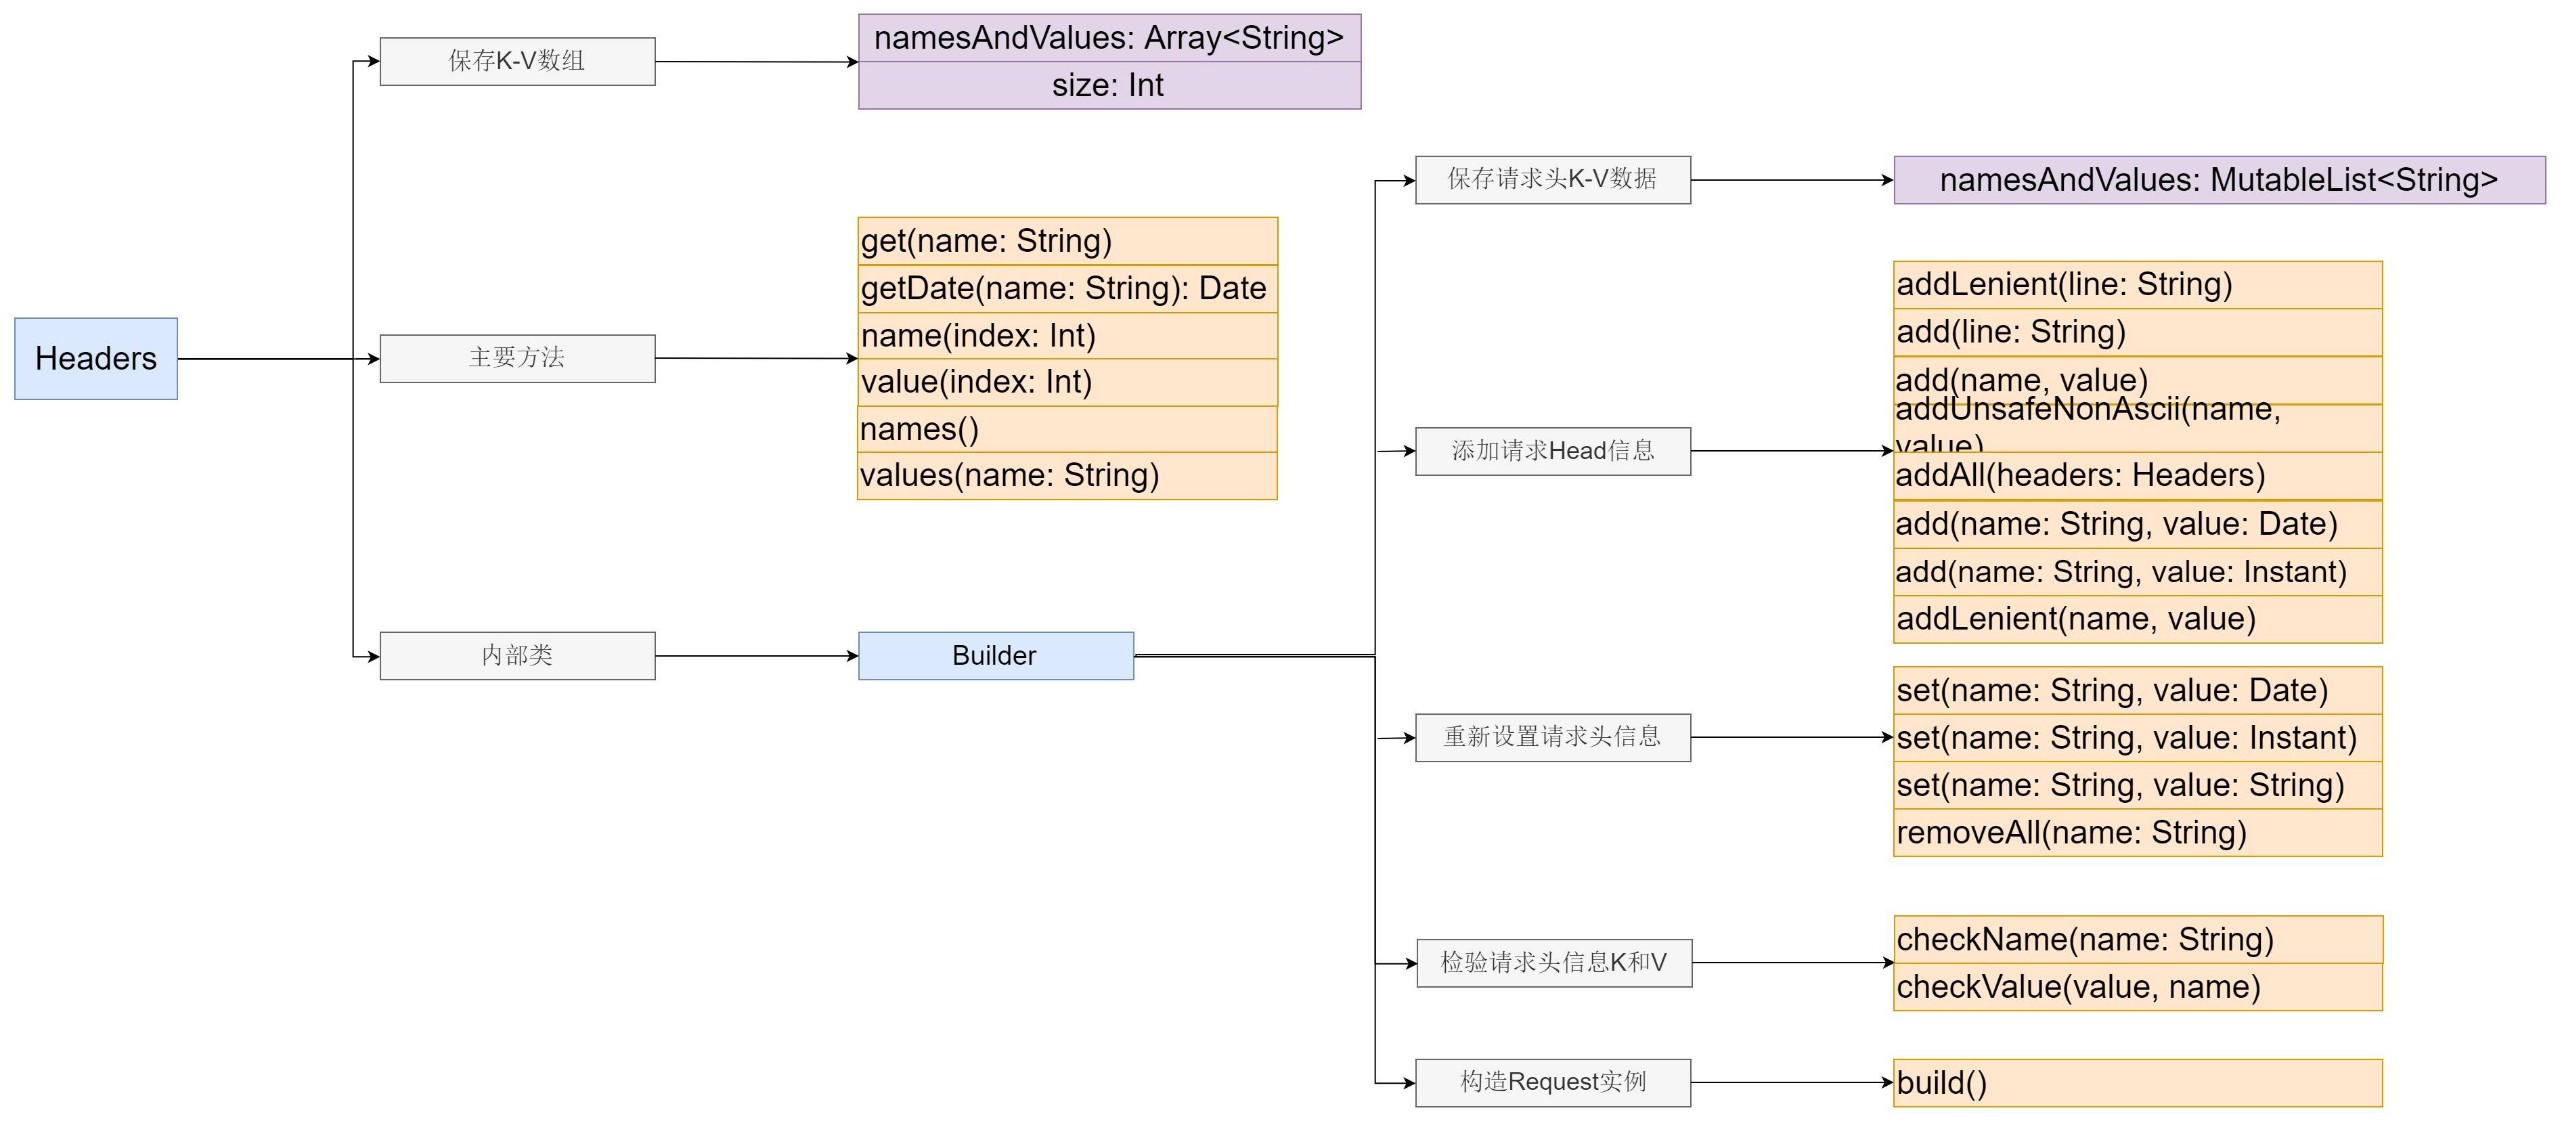 Headers
保存K-V数组
namesAndValues: Array<String>
size: Int
主要方法
get(name: String)
getDate(name: String): Date
name(index: Int)
value(index: Int)
names()
values(name: String)
内部类
Builder
保存请求头K-V数据
namesAndValues: MutableList<String>
添加请求Head信息
addLenient(line: String)
add(line: String)
add(name, value)
addUnsafeNonAscii(name,
value)
addAll(headers: Headers)
add(name: String, value: Date)
add(name: String, value: Instant)
addLenient(name, value)
重新设置请求头信息
set(name: String, value: Date)
set(name: String, value: Instant)
set(name: String, value: String)
removeAll(name: String)
检验请求头信息K和V
checkName(name: String)
checkValue(value, name)
构造Request实例
build()